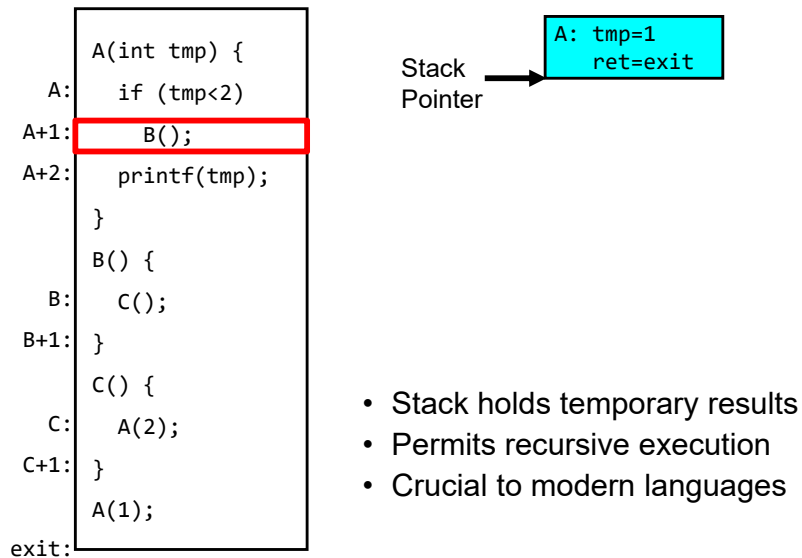 A(int tmp) {
A: if (tmp<2)
A+1: B();
A+2: printf(tmp);
}
B() {
B: C();
B+1: }
C() {
C: A(2);
C+1: }
A(1);
exit:
A: tmp=1
ret=exit
Stack
Pointer
• Stack holds temporary results
• Permits recursive execution
• Crucial to modern languages